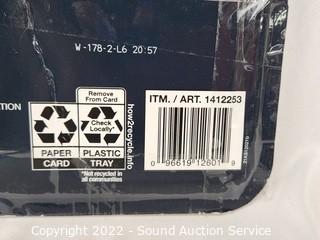 W-178-2-L6 20:57
TION
Remove
From Card
Check
Locally*
PAPER
CARD
PLASTIC
TRAY
*Not recycled in
all communities
how2recycle.info
ITM. / ART. 1412253
0 96619 12601 9
Copyright 2022 - Sound Auction Service